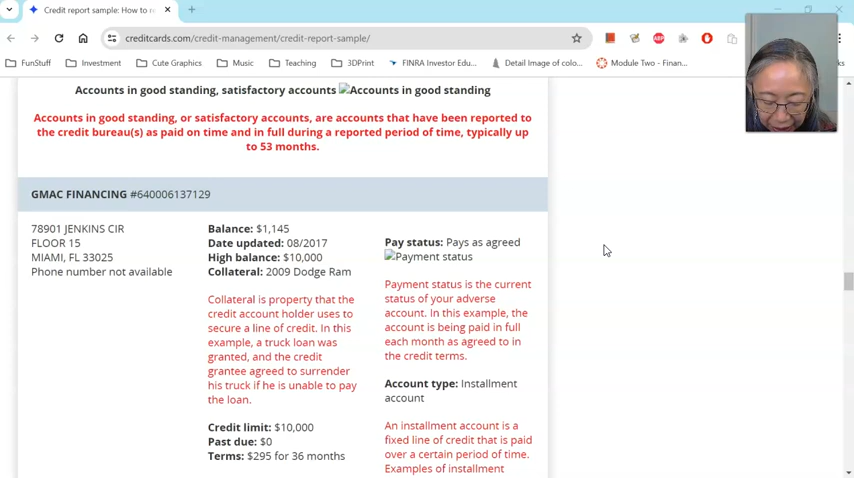 Credit report sample: How to re
creditcards.com/credit-management/credit-report-sample/
FunStuff
Investment
Cute Graphics
Music
Teaching
3DPrint
FINRA Investor Edu...
Detail Image of colo...
Module Two - Finan...
ks
ABP
Accounts in good standing, satisfactory accounts Accounts in good standing
Accounts in good standing, or satisfactory accounts, are accounts that have been reported to
the credit bureau(s) as paid on time and in full during a reported period of time, typically up
to 53 months.
GMAC FINANCING #640006137129
78901 JENKINS CIR
FLOOR 15
MIAMI, FL 33025
Phone number not available
Balance: $1,145
Date updated: 08/2017
High balance: $10,000
Collateral: 2009 Dodge Ram
Collateral is property that the
credit account holder uses to
secure a line of credit. In this
example, a truck loan was
granted, and the credit
grantee agreed to surrender
his truck if he is unable to pay
the loan.
Credit limit: $10,000
Past due: $0
Terms: $295 for 36 months
Pay status: Pays as agreed
Payment status
Payment status is the current
status of your adverse
account. In this example, the
account is being paid in full
each month as agreed to in
the credit terms.
Account type: Installment
account
An installment account is a
fixed line of credit that is paid
over a certain period of time.
Examples of installment